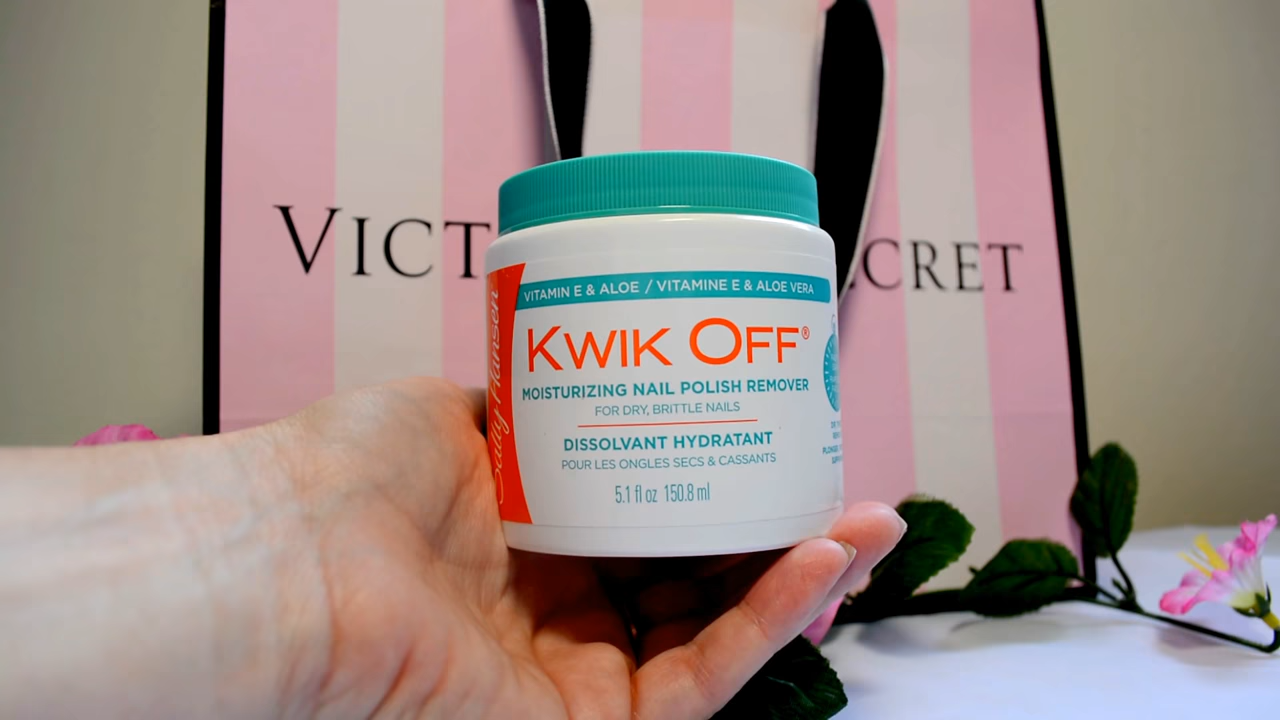 VICT
CRET
Sally Hansen
VITAMIN E & ALOE / VITAMINE E & ALOE VERA
KWIK OFF®
MOISTURIZING NAIL POLISH REMOVER
FOR DRY, BRITTLE NAILS
DISSOLVANT HYDRATANT
POUR LES ONGLES SECS & CASSANTS
5.1 fl oz 150.8 ml